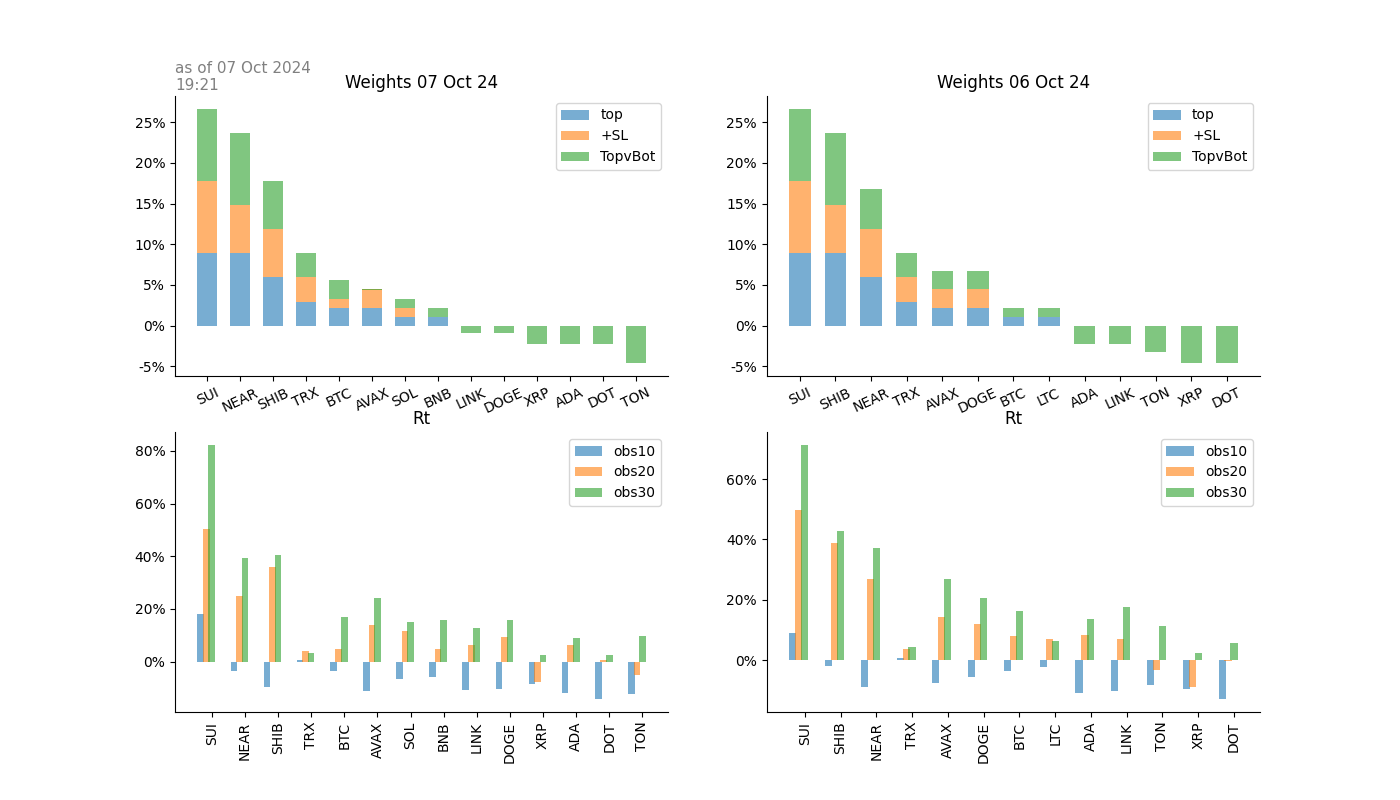 as of 07 Oct 2024
19:21
Weights 07 Oct 24
25%
20%
15%
10%
5%
0%
-5%
top
+SL
TopvBot
SUI NEAR SHIB TRX BTC AVAX SOL BNB LINK DOGE XRP ADA DOT TON
Weights 06 Oct 24
25%
20%
15%
10%
5%
0%
-5%
top
+SL
TopvBot
SUI SHIB NEAR TRX AVAX DOGE BTC LTC ADA LINK TON XRP DOT
Rt
80%
60%
40%
20%
0%
obs10
obs20
obs30
SUI NEAR SHIB TRX BTC AVAX SOL BNB LINK DOGE XRP ADA DOT TON
Rt
60%
40%
20%
0%
obs10
obs20
obs30
SUI SHIB NEAR TRX AVAX DOGE BTC LTC ADA LINK TON XRP DOT